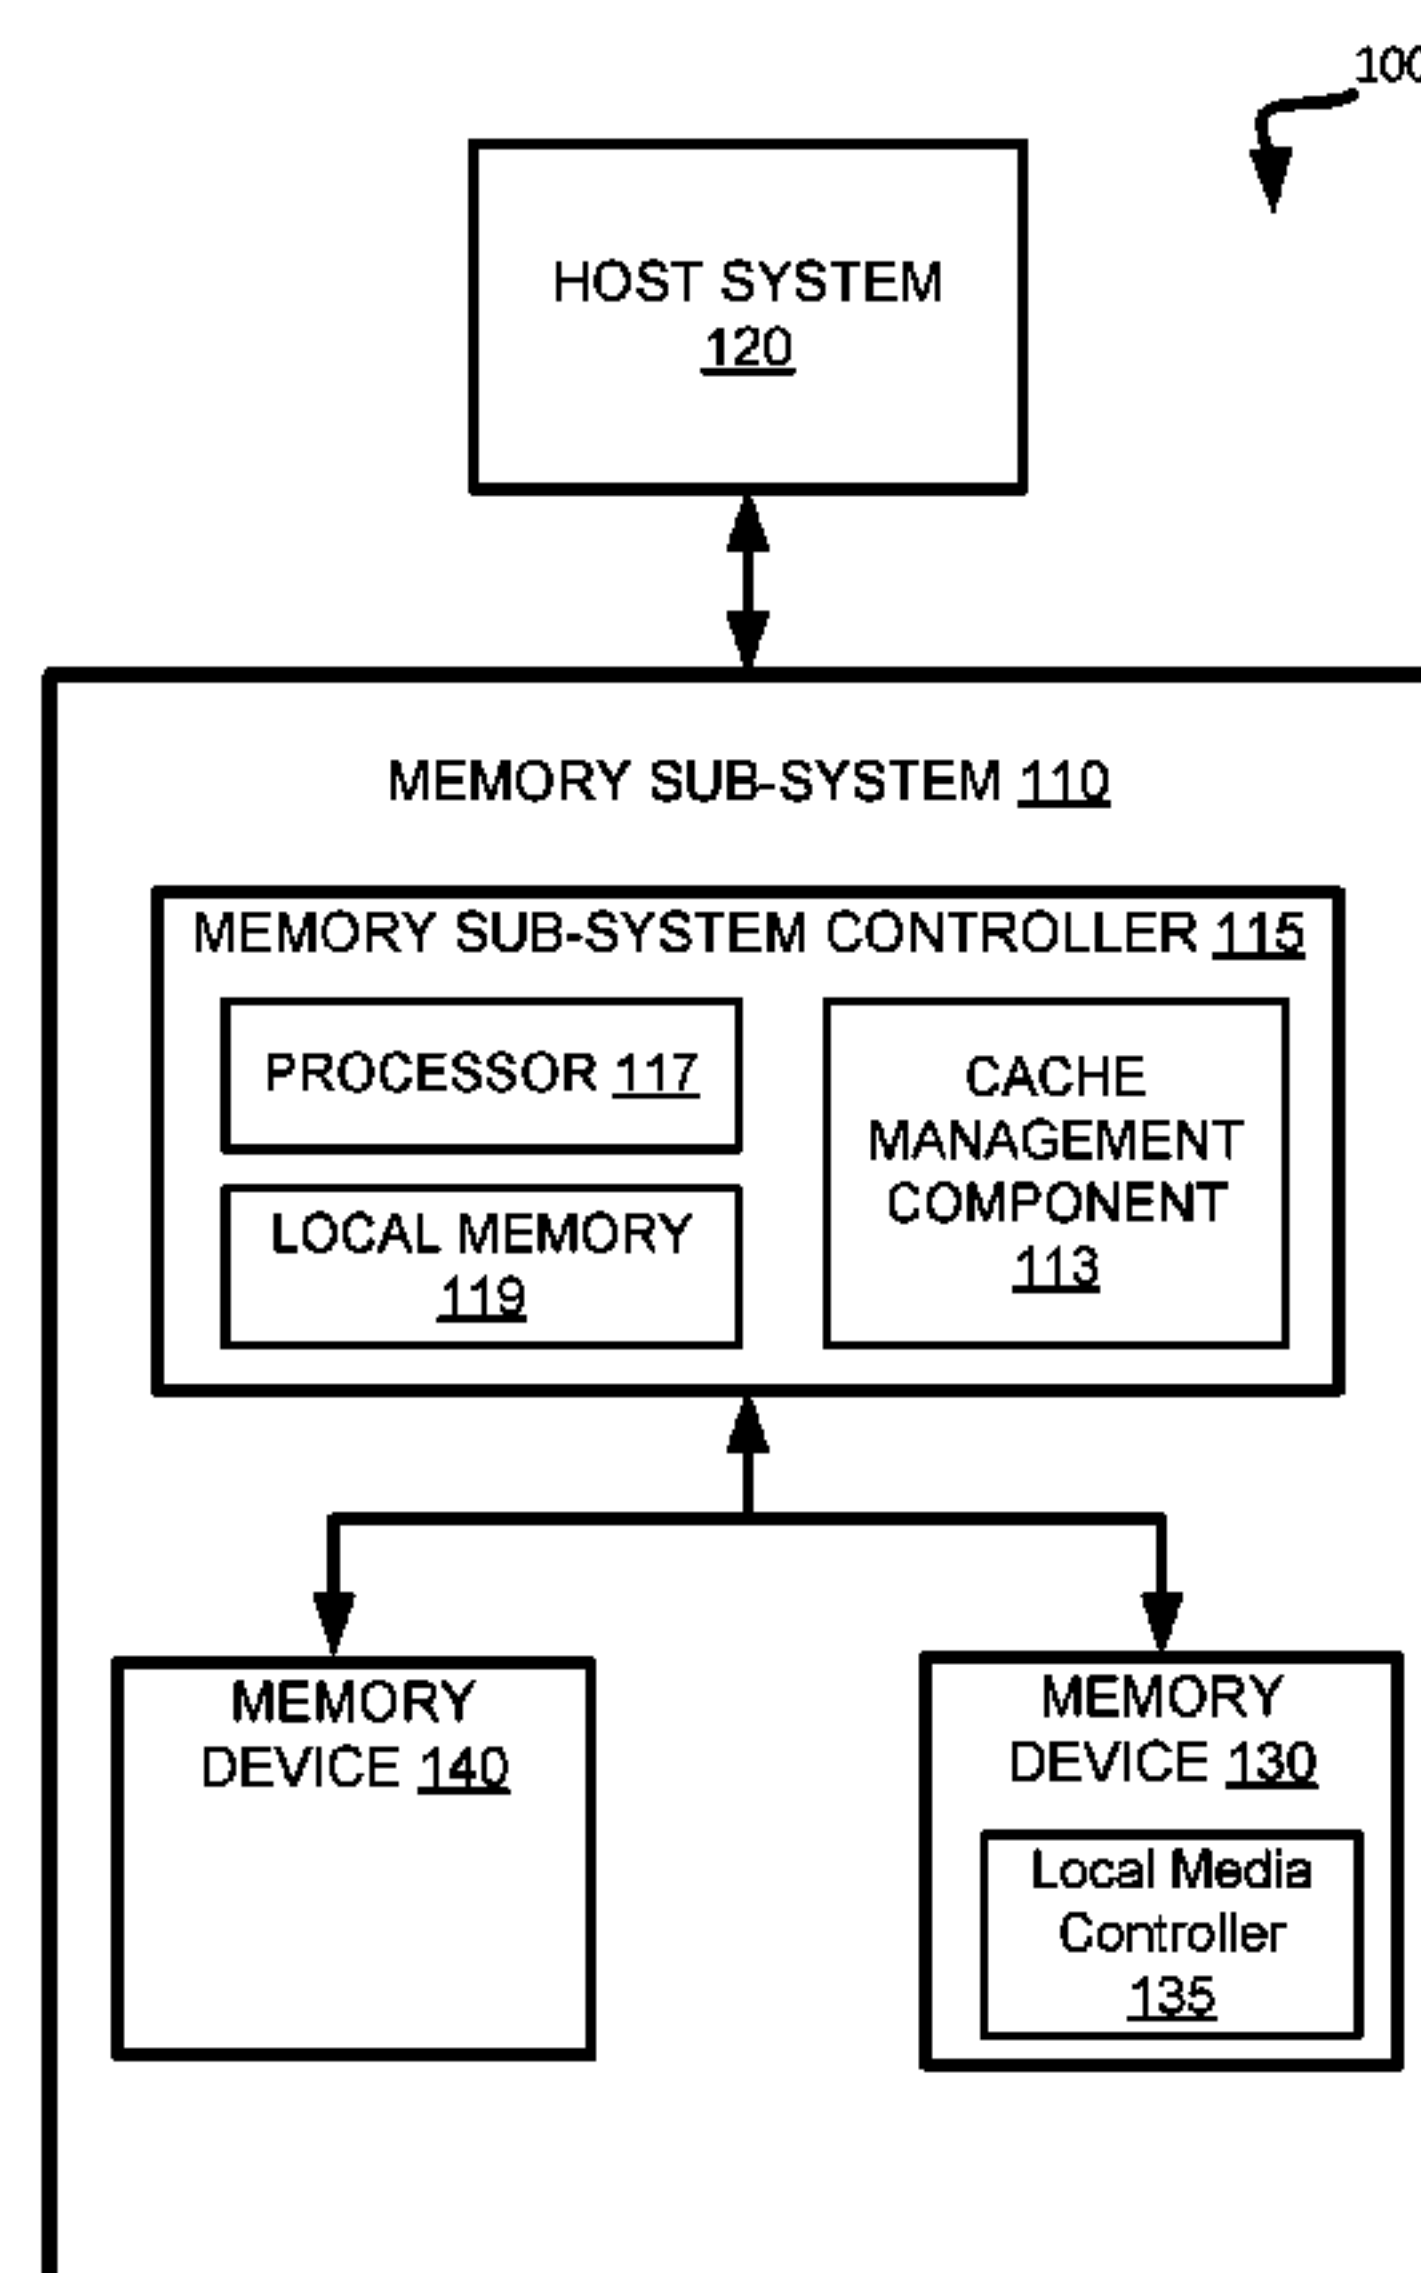 100
HOST SYSTEM
120
MEMORY SUB-SYSTEM 110
MEMORY SUB-SYSTEM CONTROLLER 115
PROCESSOR 117
LOCAL MEMORY
119
CACHE
MANAGEMENT
COMPONENT
113
MEMORY
DEVICE 140
MEMORY
DEVICE 130
Local Media
Controller
135